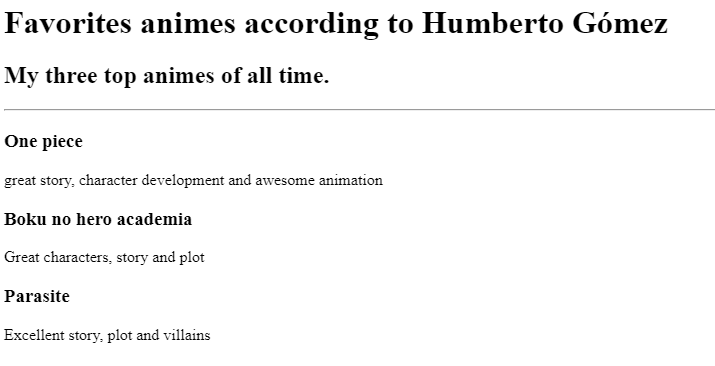 Favorites animes according to Humberto Gómez
My three top animes of all time.
One piece
great story, character development and awesome animation
Boku no hero academia
Great characters, story and plot
Parasite
Excellent story, plot and villains